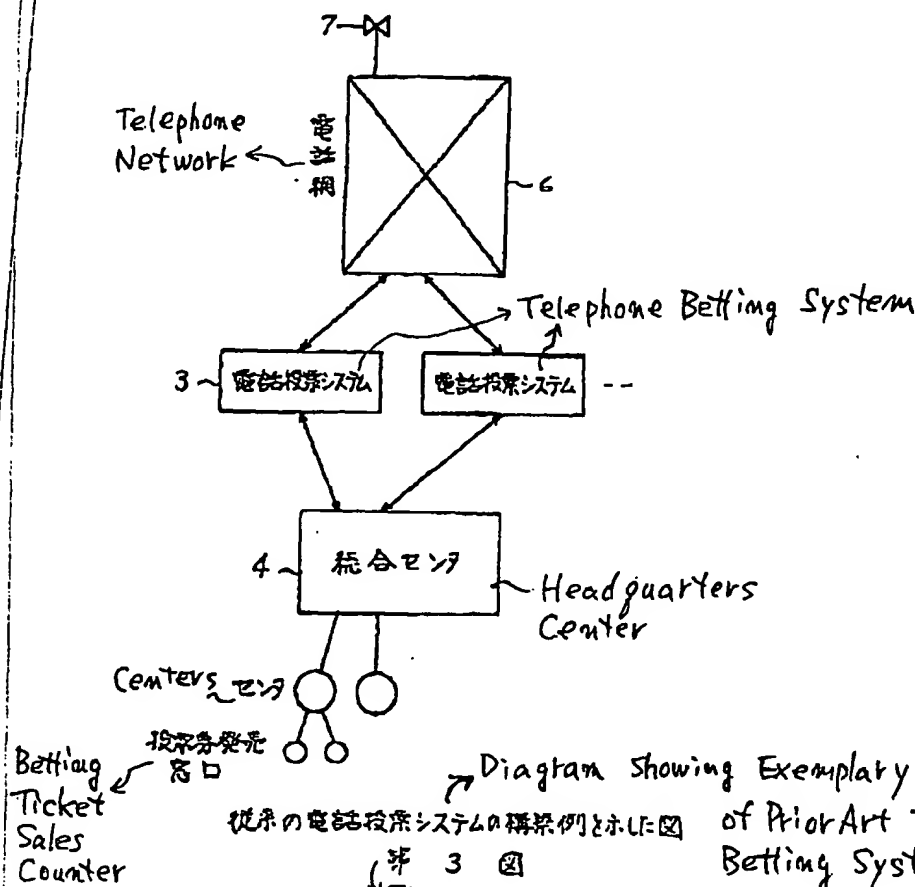 7
Telephone
Network
電話網
6
Telephone Betting System
3
電話投票システム
電話投票システム
--
4
総合センタ
Headquarters
Center
Centers
センタ
Betting
Ticket
Sales
Counter
投票券発売
窓口
Diagram Showing Exemplary
of Prior Art
Betting Syst
従来の電話投票システムの構築例を示した図
第 3 図